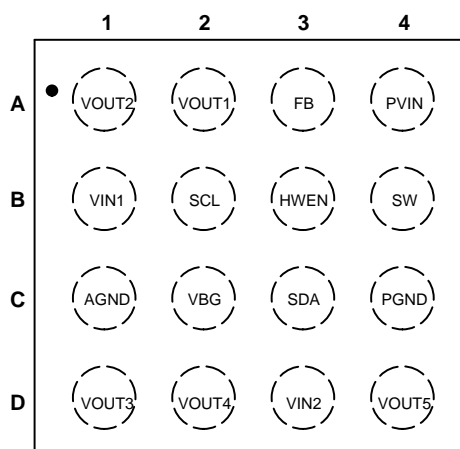 1 2 3 4
A VOUT2 VOUT1 FB PVIN
B VIN1 SCL HWEN SW
C AGND VBG SDA PGND
D VOUT3 VOUT4 VIN2 VOUT5